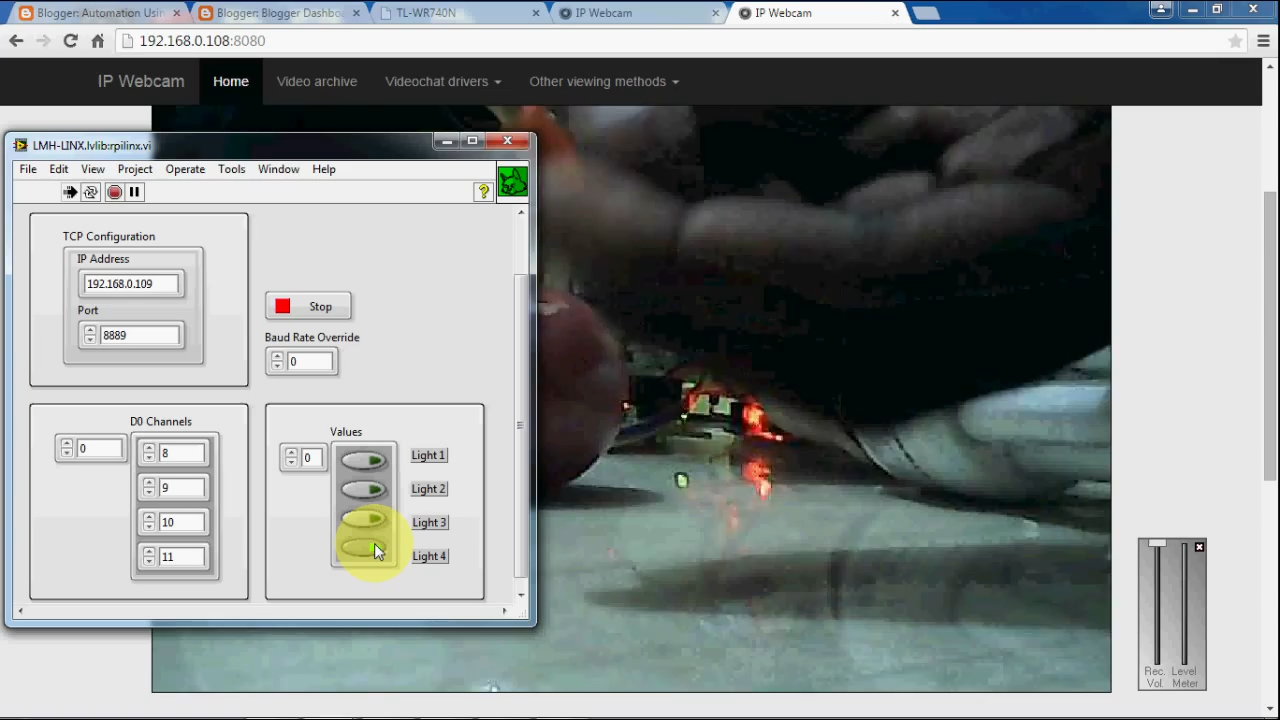 Blogger: Automation Usin
Blogger: Blogger Dashbo
TL-WR740N
IP Webcam
IP Webcam
192.168.0.108:8080
IP Webcam Home Video archive Videochat drivers Other viewing methods
LMH-LINX.lvlib:rpilinx.vi
File Edit View Project Operate Tools Window Help
?
TCP Configuration
IP Address
192.168.0.109
Port
8889
Stop
Baud Rate Override
0
D0 Channels
0
8
9
10
11
Values
0
Light 1
Light 2
Light 3
Light 4
Rec. Level
Vol. Meter